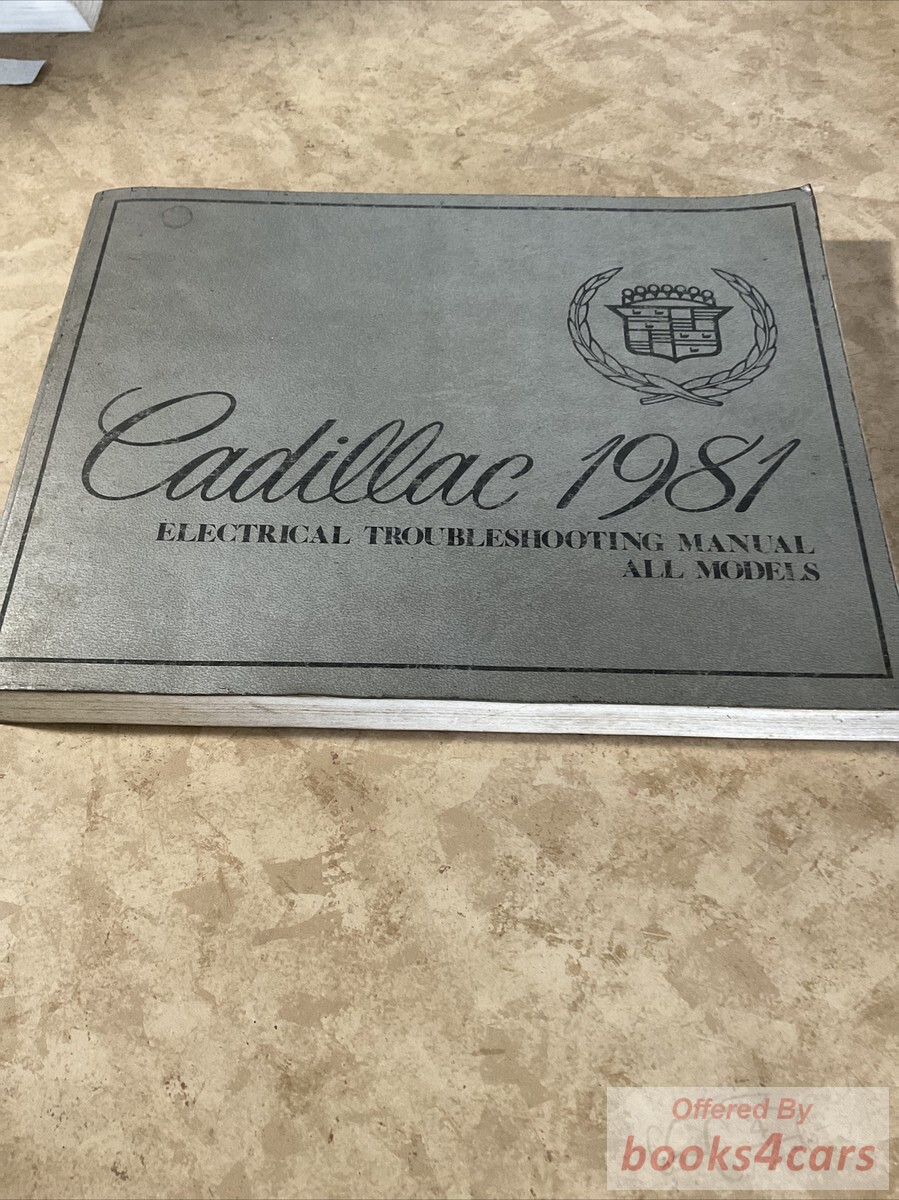 Cadillac 1981
ELECTRICAL TROUBLESHOOTING MANUAL
ALL MODELS
Offered By
books4cars